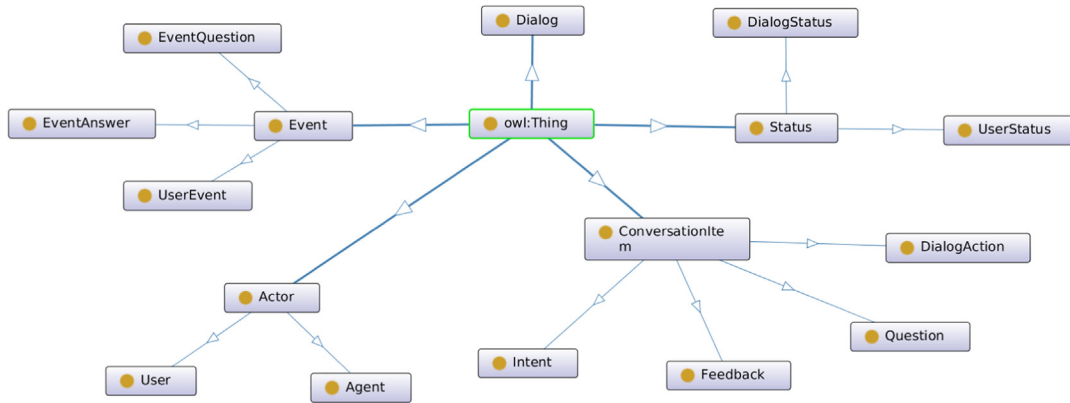 Dialog
DialogStatus
EventQuestion
EventAnswer
Event
owl:Thing
Status
UserStatus
UserEvent
ConversationIte
m
DialogAction
Actor
Question
Intent
Feedback
User
Agent